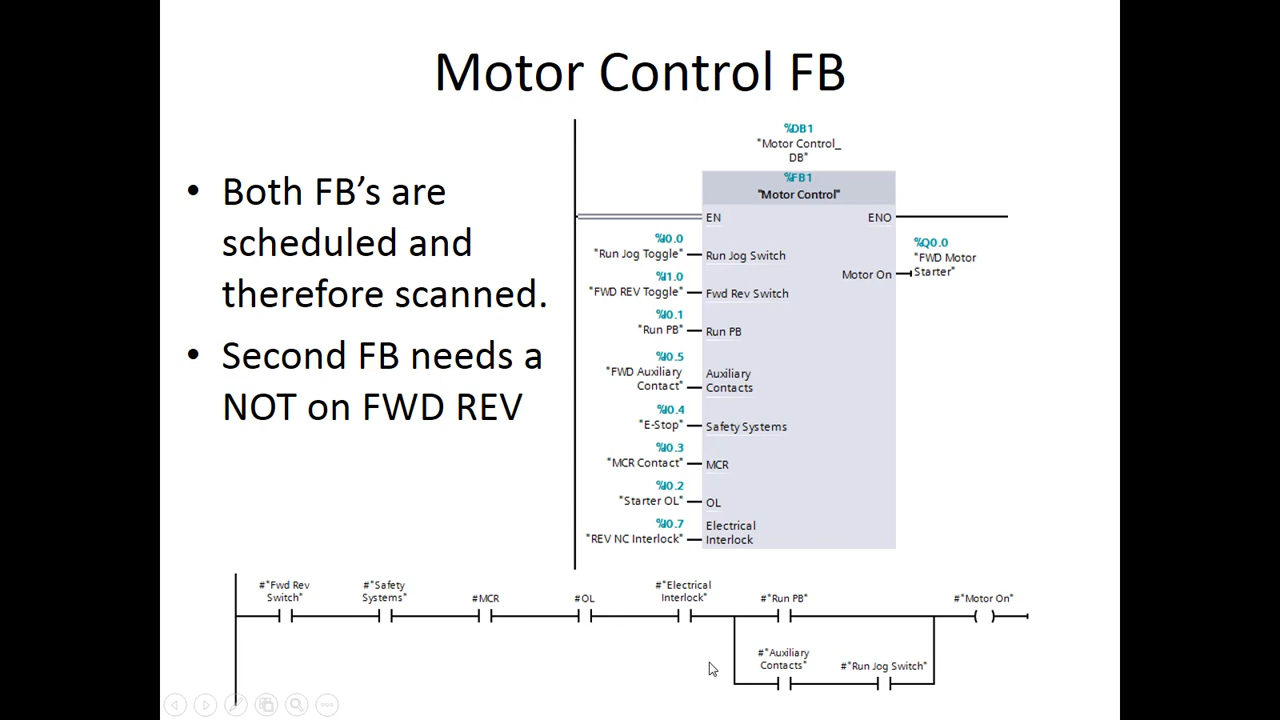 Motor Control FB
• Both FB’s are
scheduled and
therefore scanned.
• Second FB needs a
NOT on FWD REV
%DB1
"Motor Control_
DB"
%FB1
"Motor Control"
EN
ENO
%I0.0
"Run Jog Toggle"
Run Jog Switch
%Q0.0
"FWD Motor
Starter"
Motor On
%I1.0
"FWD REV Toggle"
Fwd Rev Switch
%I0.1
"Run PB"
Run PB
%I0.5
"FWD Auxiliary
Contact"
Auxiliary
Contacts
%I0.4
"E-Stop"
Safety Systems
%I0.3
"MCR Contact"
MCR
%I0.2
"Starter OL"
OL
%I0.7
"REV NC Interlock"
Electrical
Interlock
#"Fwd Rev
Switch"
#"Safety
Systems"
#MCR
#OL
#"Electrical
Interlock"
#"Run PB"
#"Motor On"
#"Auxiliary
Contacts"
#"Run Jog Switch"